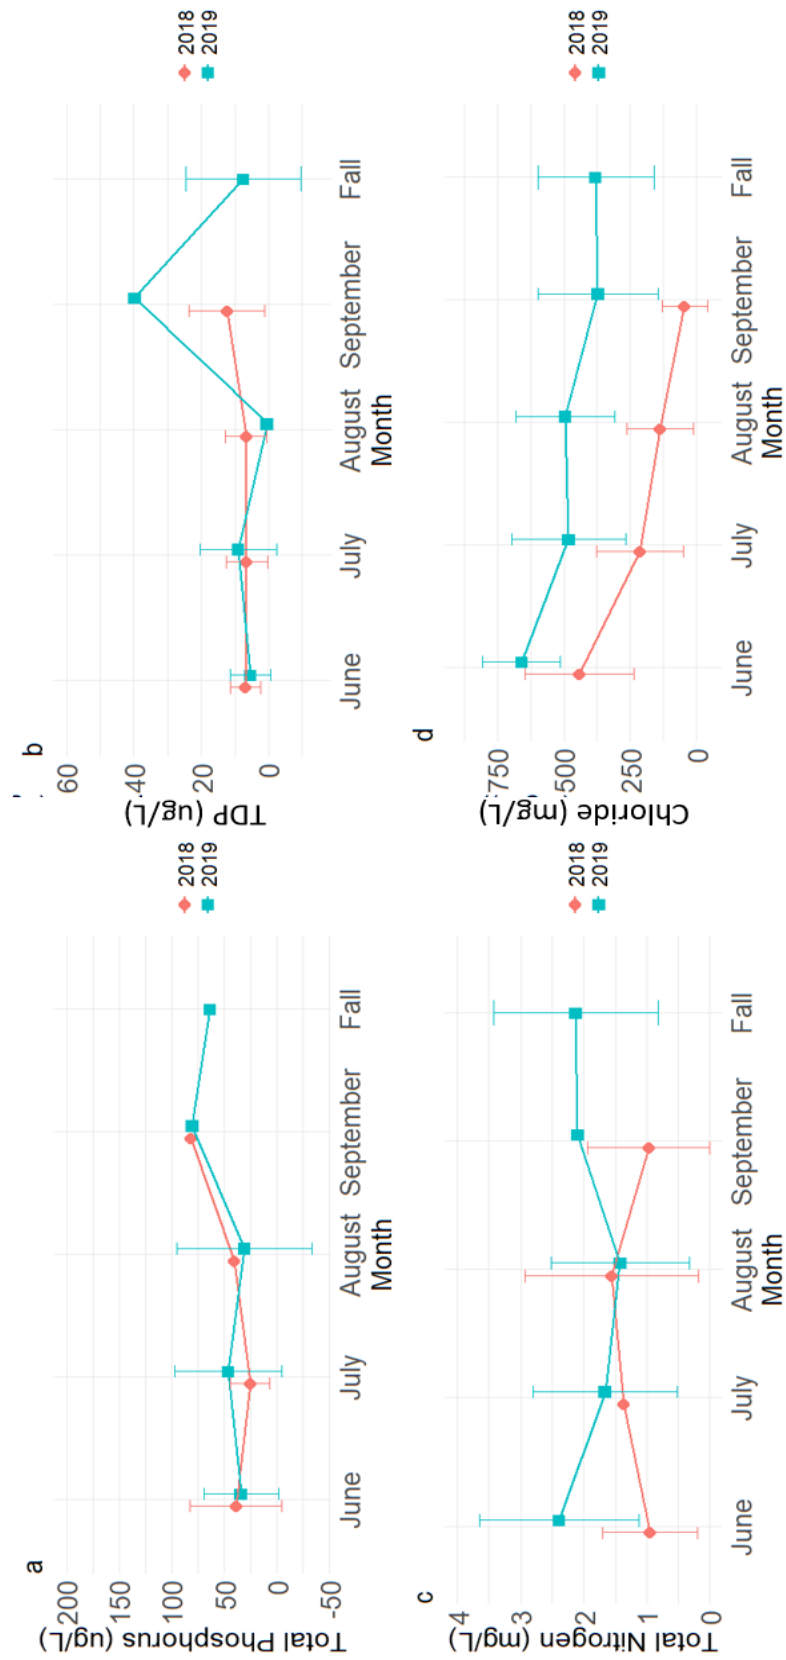 a
Total Phosphorus (ug/L)
200
150
100
50
0
-50
June
July
August
September
Fall
Month
2018
2019
b
TDP (ug/L)
60
40
20
0
June
July
August
September
Fall
Month
2018
2019
c
Total Nitrogen (mg/L)
4
3
2
1
0
June
July
August
September
Fall
Month
2018
2019
d
Chloride (mg/L)
750
500
250
0
June
July
August
September
Fall
Month
2018
2019